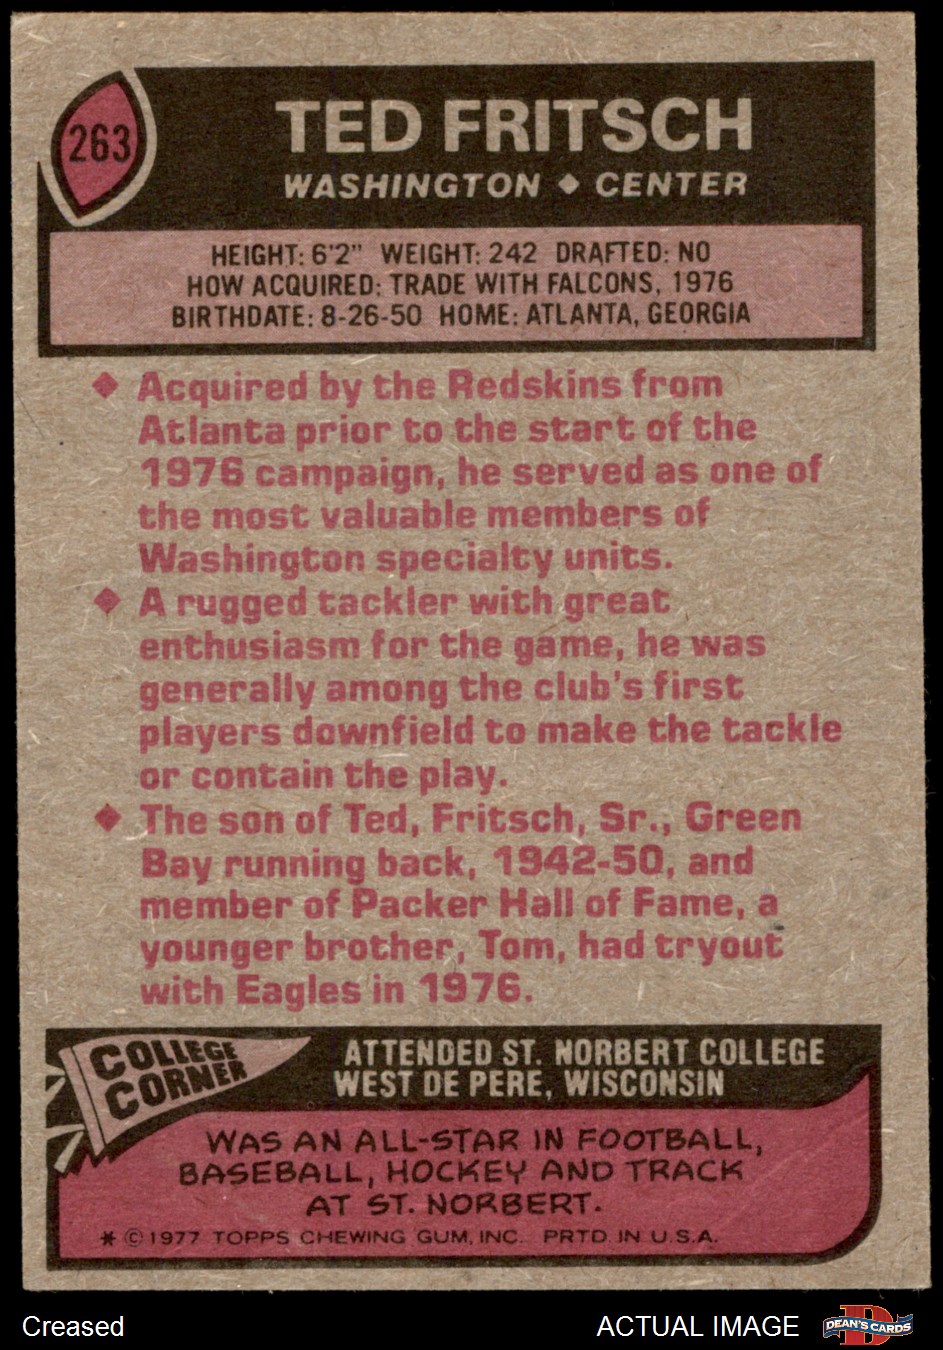 263
TED FRITSCH
WASHINGTON ◆ CENTER
HEIGHT: 6'2" WEIGHT: 242 DRAFTED: NO
HOW ACQUIRED: TRADE WITH FALCONS, 1976
BIRTHDATE: 8-26-50 HOME: ATLANTA, GEORGIA
◆ Acquired by the Redskins from
Atlanta prior to the start of the
1976 campaign, he served as one of
the most valuable members of
Washington specialty units.
◆ A rugged tackler with great
enthusiasm for the game, he was
generally among the club's first
players downfield to make the tackle
or contain the play.
◆ The son of Ted, Fritsch, Sr., Green
Bay running back, 1942-50, and
member of Packer Hall of Fame, a
younger brother, Tom, had tryout
with Eagles in 1976.
COLLEGE
CORNER
ATTENDED ST. NORBERT COLLEGE
WEST DE PERE, WISCONSIN
WAS AN ALL-STAR IN FOOTBALL,
BASEBALL, HOCKEY AND TRACK
AT ST. NORBERT.
* © 1977 TOPPS CHEWING GUM, INC. PRTD. IN U.S.A.
Creased
ACTUAL IMAGE
DEAN'S CARDS